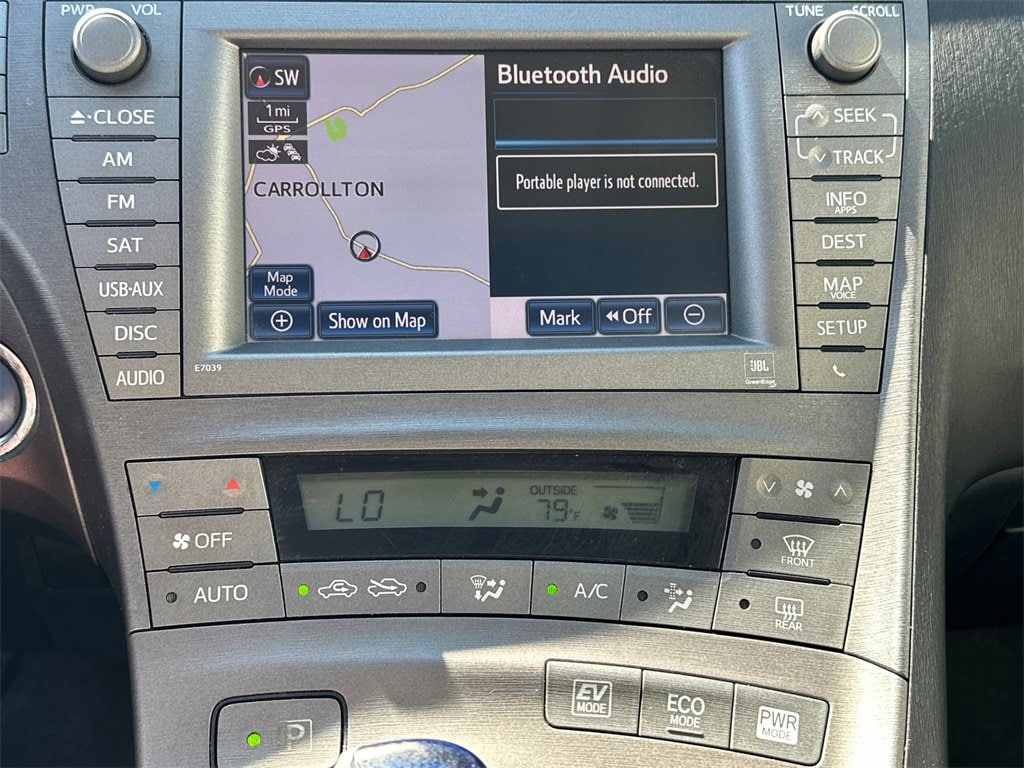 PWR VOL
TUNE SCROLL
CLOSE
AM
FM
SAT
USB·AUX
DISC
AUDIO
SW
1 mi
GPS
CARROLLTON
Map
Mode
Show on Map
Bluetooth Audio
Portable player is not connected.
Mark
Off
E7039
JBL
GreenEdge
SEEK
TRACK
INFO
APPS
DEST
MAP
VOICE
SETUP
LO
OUTSIDE
79°F
OFF
AUTO
A/C
FRONT
REAR
P
EV
MODE
ECO
MODE
PWR
MODE